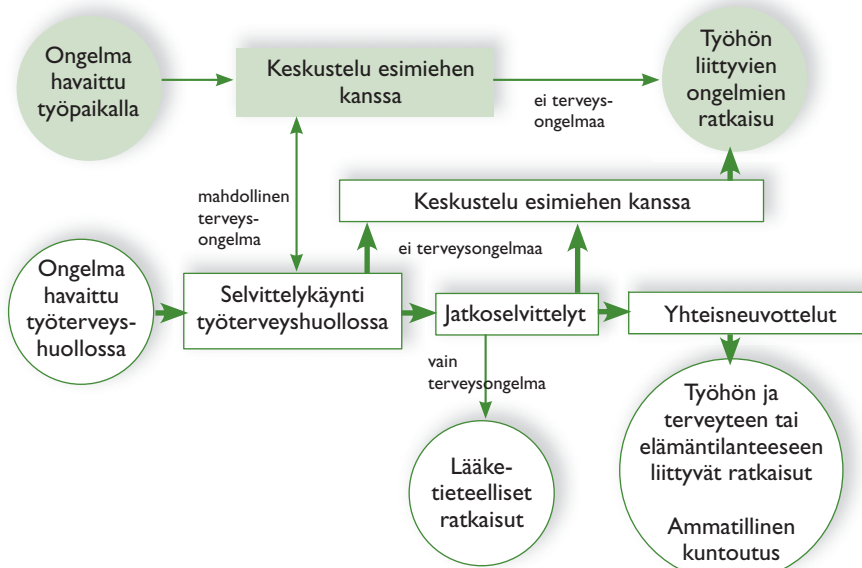 Ongelma
havaittu
työpaikalla
Keskustelu esimiehen
kanssa
ei terveys-
ongelmaa
Työhön
liittyvien
ongelmien
ratkaisu
mahdollinen
terveys-
ongelma
Keskustelu esimiehen kanssa
ei terveysongelmaa
Ongelma
havaittu
työterveys-
huollossa
Selvittelykäynti
työterveyshuollossa
Jatkoselvittelyt
Yhteisneuvottelut
vain
terveysongelma
Lääke-
tieteelliset
ratkaisut
Työhön ja
terveyteen tai
elämäntilanteeseen
liittyvät ratkaisut
Ammatillinen
kuntoutus